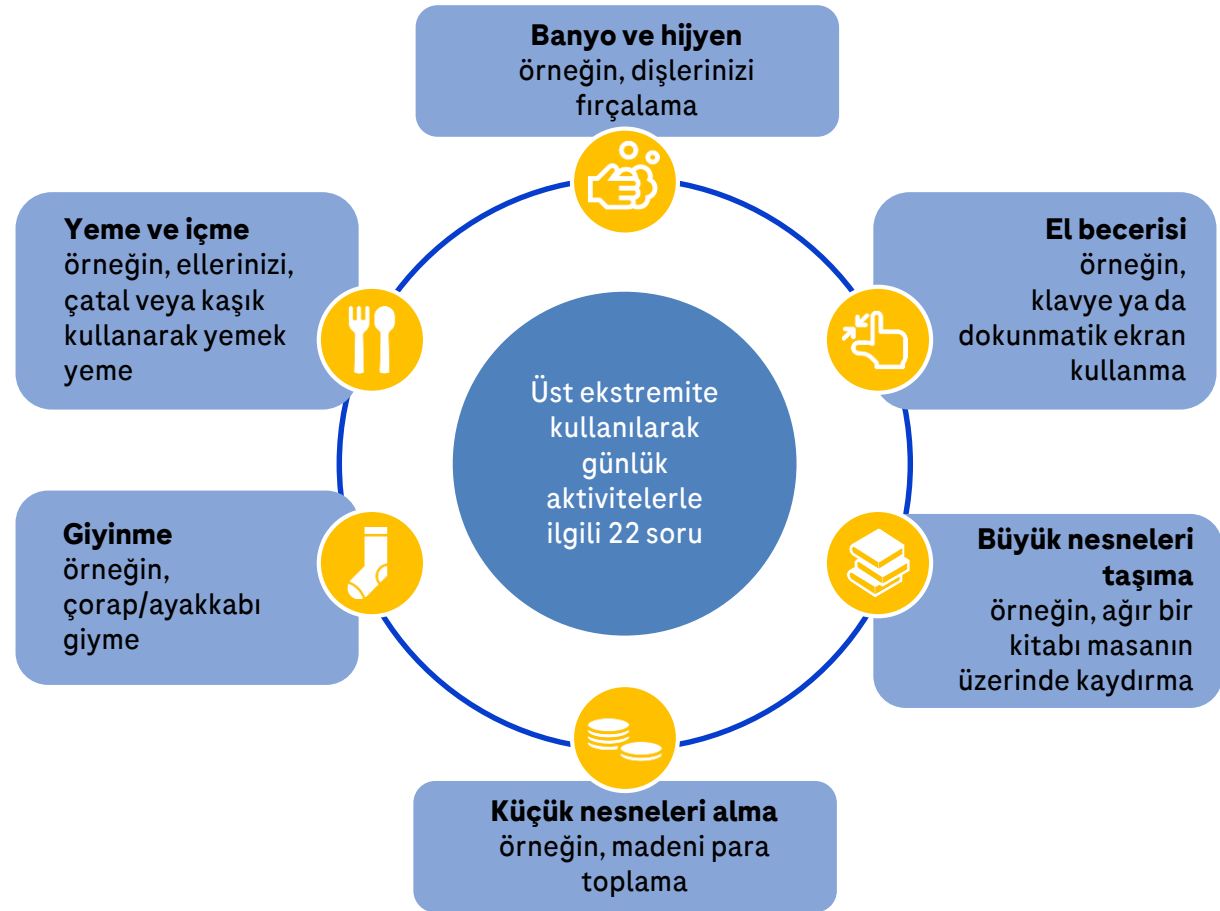 Banyo ve hijyen
örneğin, dişlerinizi
fırçalama
Yeme ve içme
örneğin, ellerinizi,
çatal veya kaşık
kullanarak yemek
yeme
El becerisi
örneğin,
klavye ya da
dokunmatik ekran
kullanma
Üst ekstremite
kullanılarak
günlük
aktivitelerle
ilgili 22 soru
Giyinme
örneğin,
çorap/ayakkabı
giyme
Büyük nesneleri
taşıma
örneğin, ağır bir
kitabı masanın
üzerinde kaydırma
Küçük nesneleri alma
örneğin, madeni para
toplama